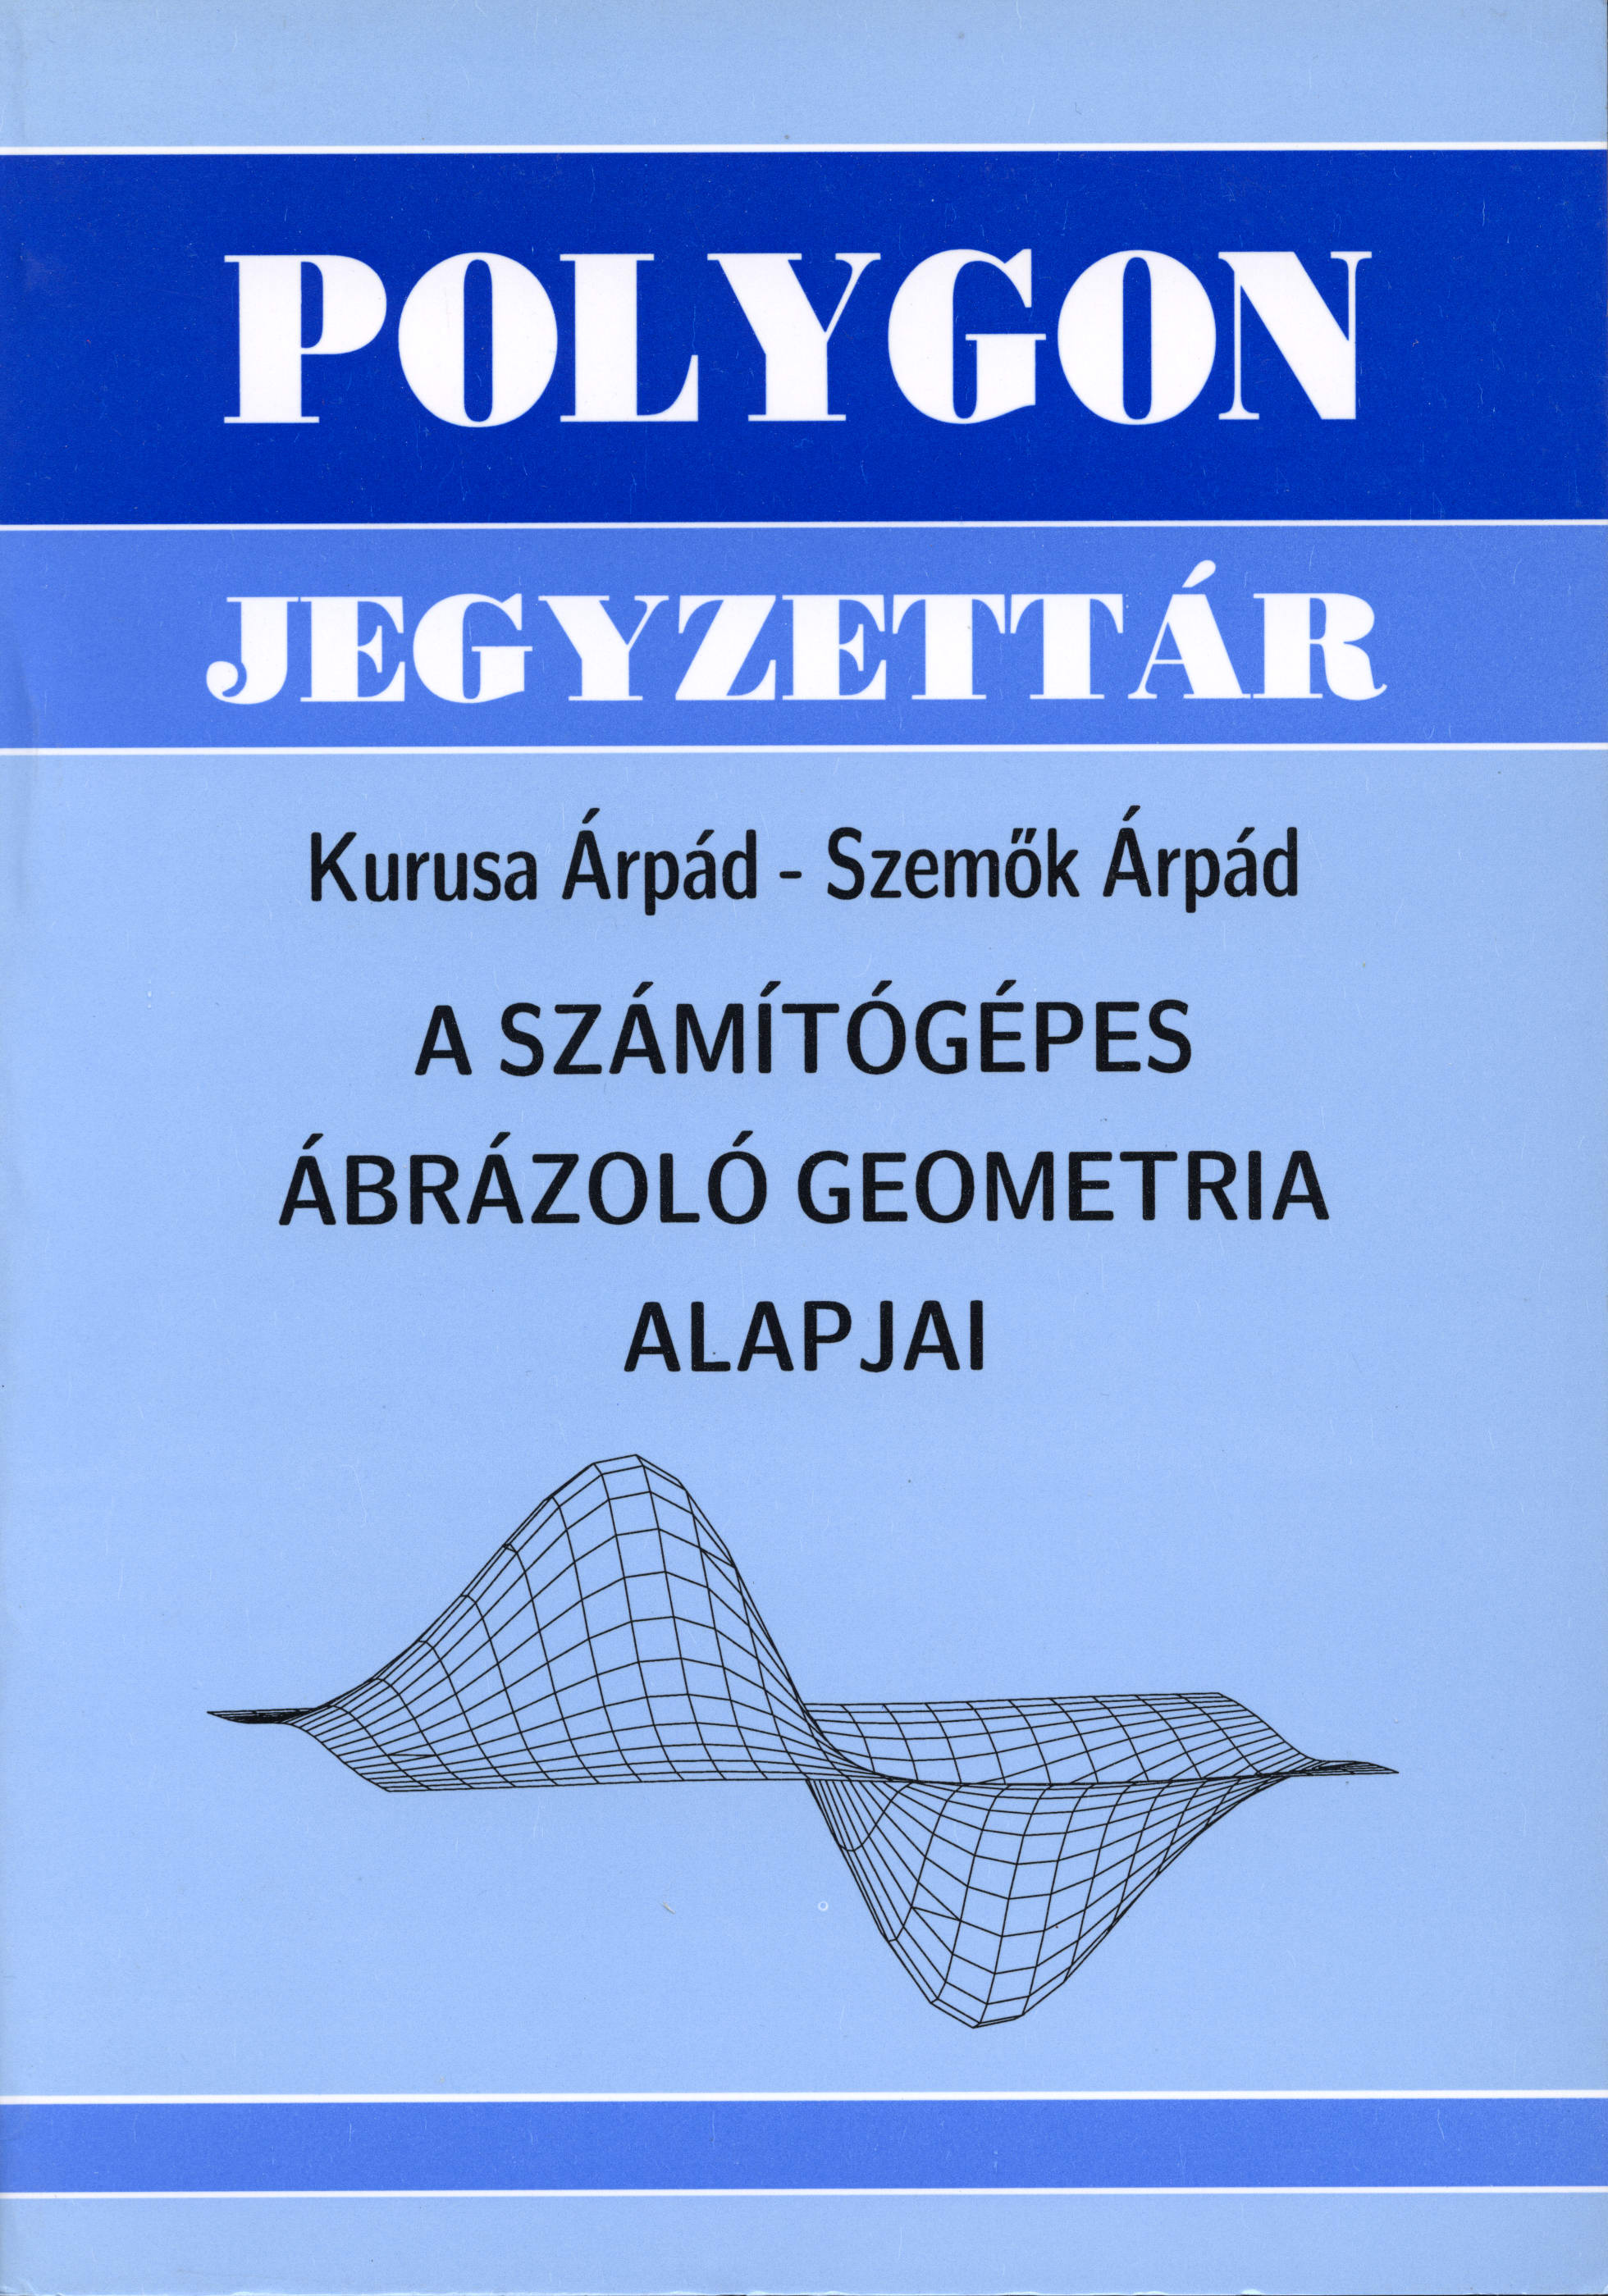 POLYGON
JEGYZETTÁR
Kurusa Árpád - Szemők Árpád
A SZÁMÍTÓGÉPES
ÁBRÁZOLÓ GEOMETRIA
ALAPJAI